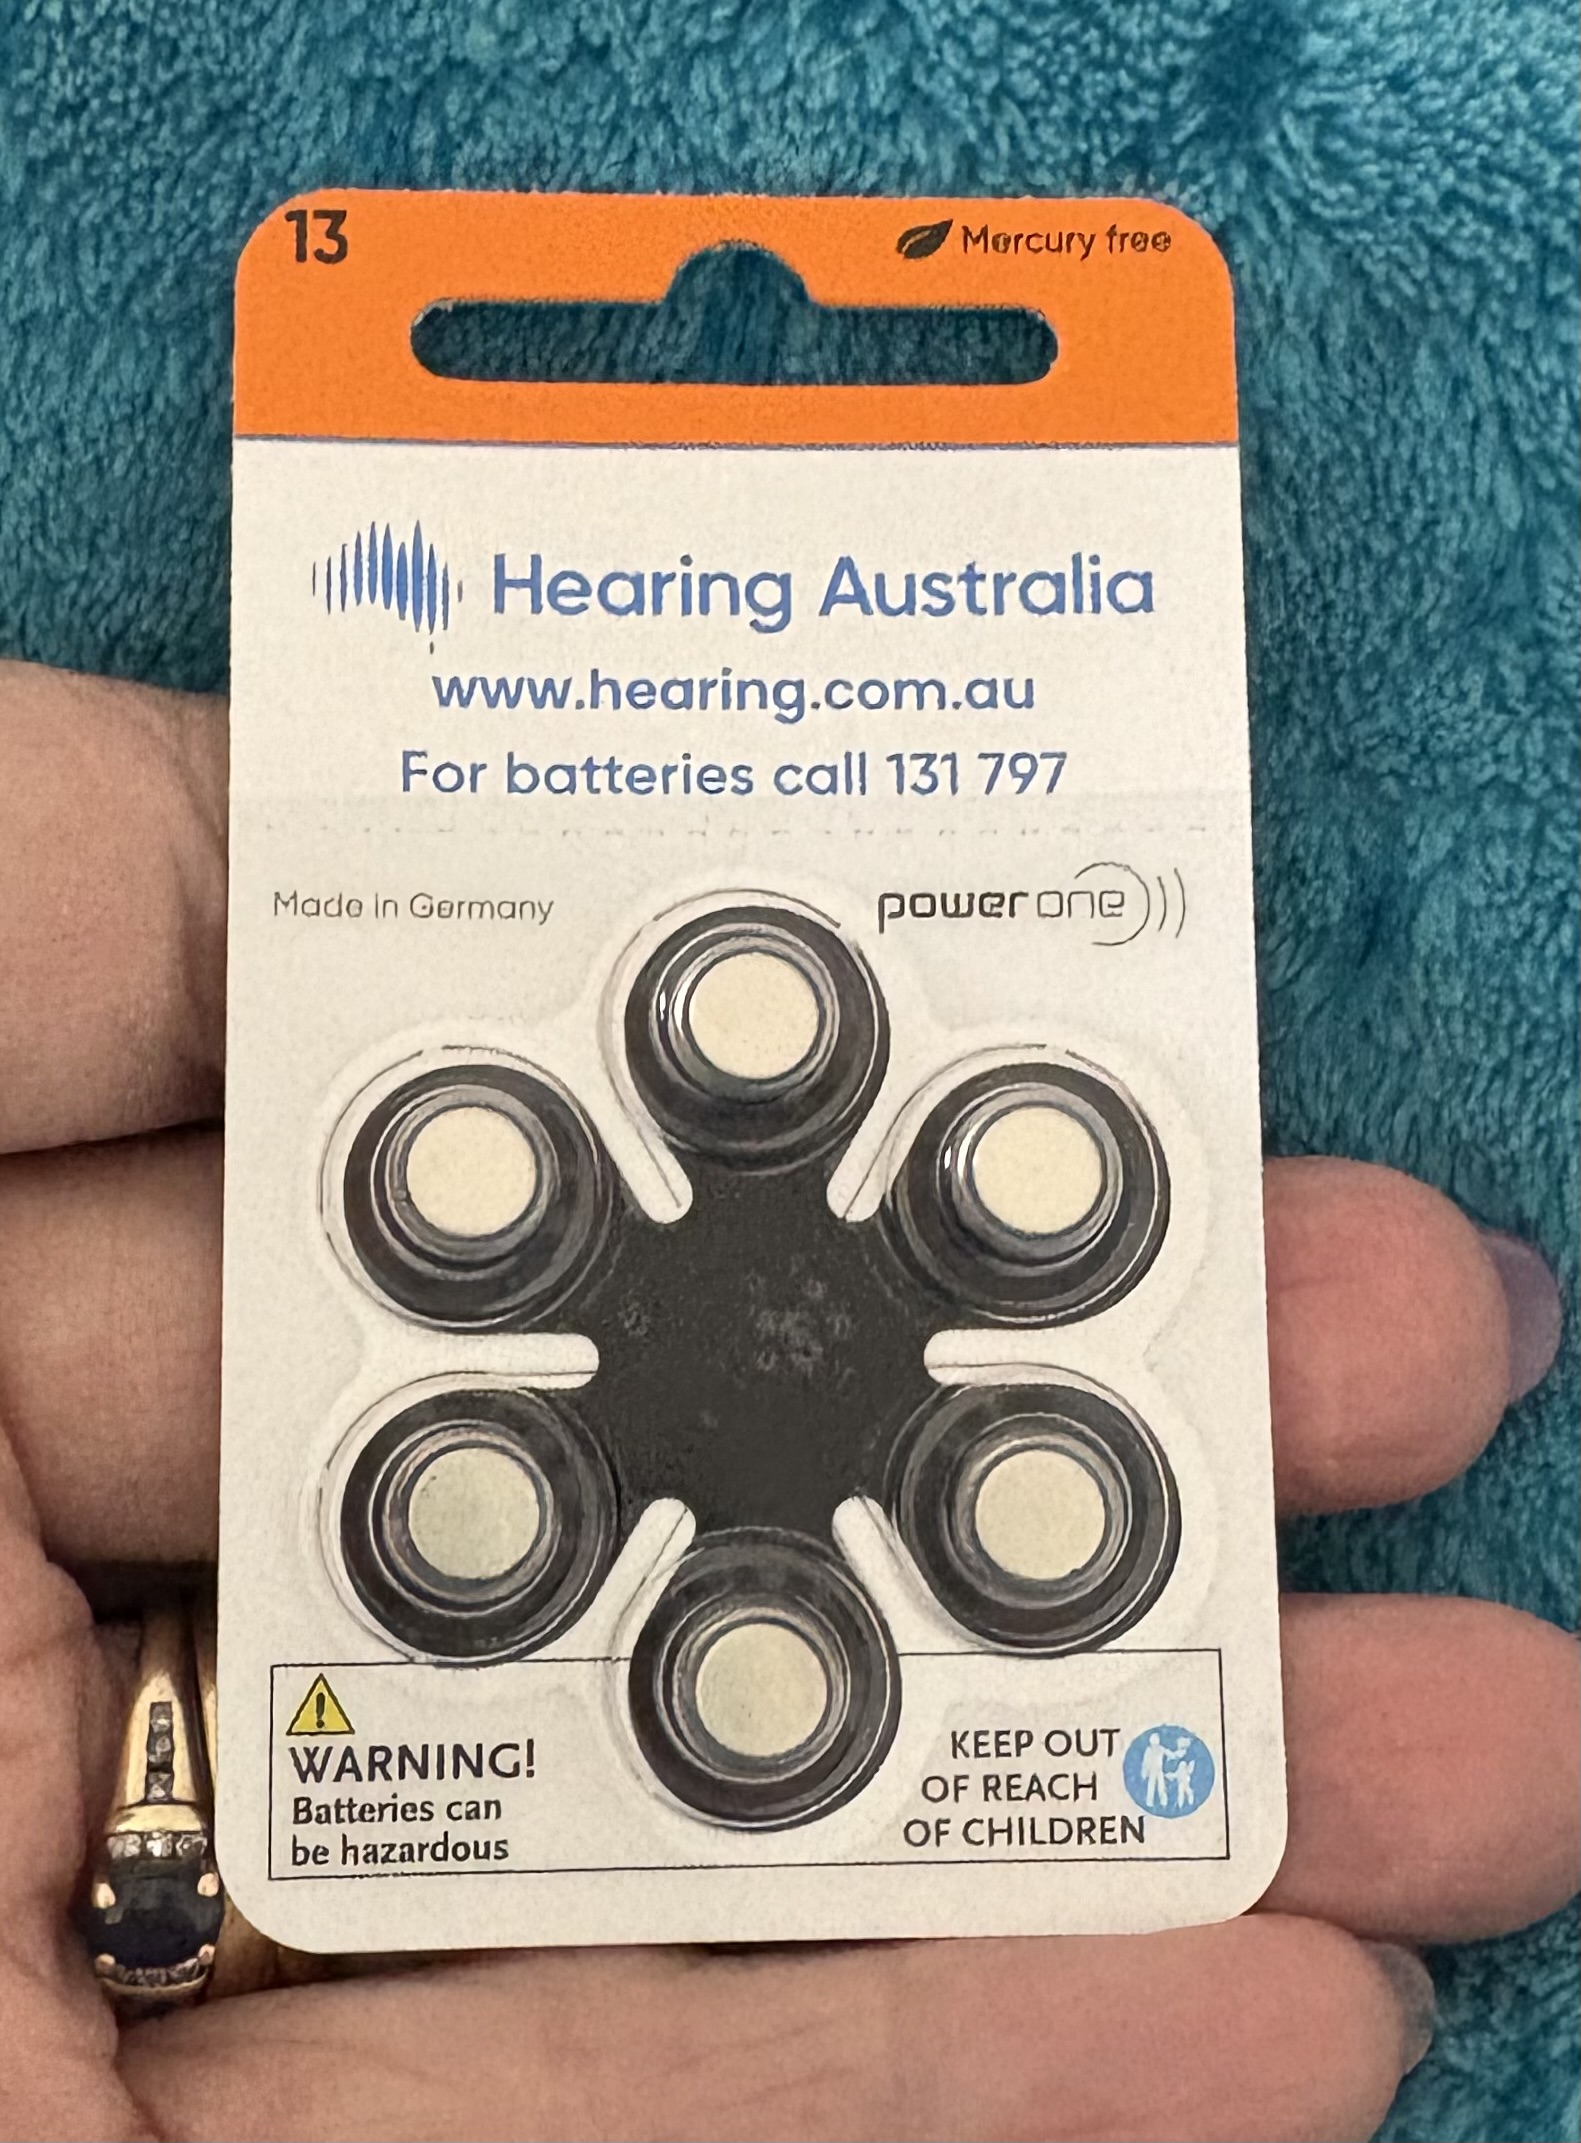 13
Mercury free
Hearing Australia
www.hearing.com.au
For batteries call 131 797
Made in Germany
power one
WARNING!
Batteries can
be hazardous
KEEP OUT
OF REACH
OF CHILDREN